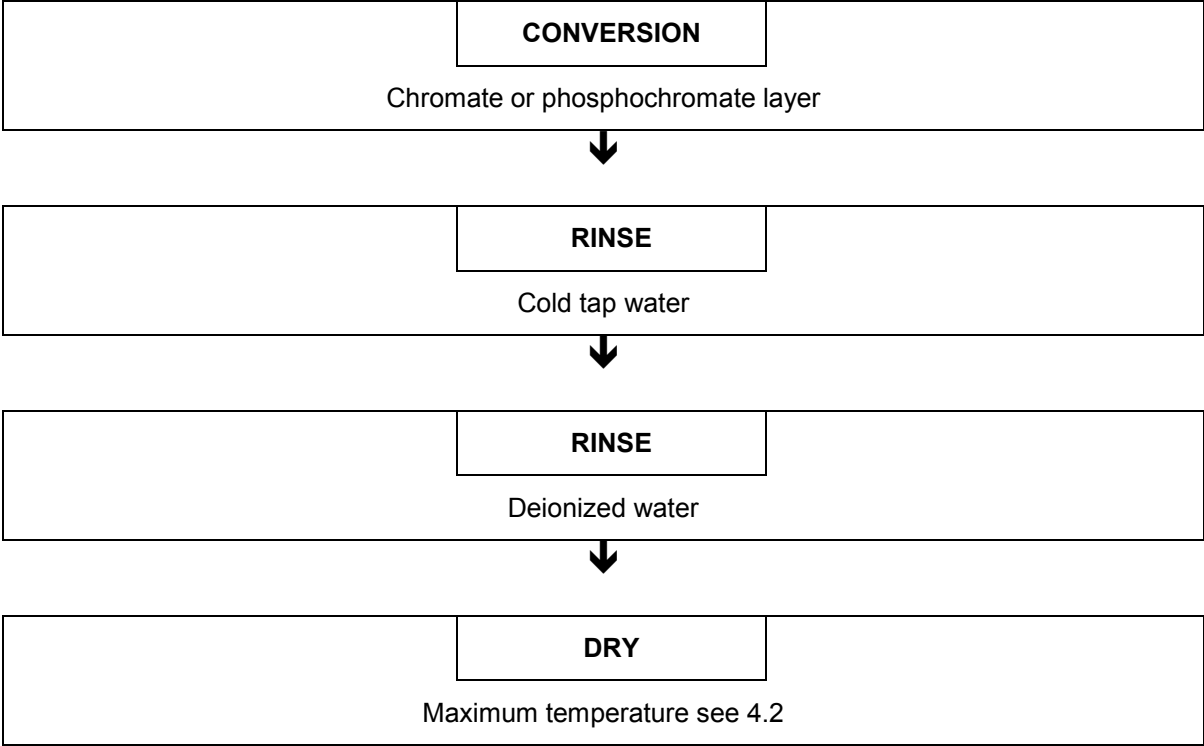 CONVERSION
Chromate or phosphochromate layer
RINSE
Cold tap water
RINSE
Deionized water
DRY
Maximum temperature see 4.2